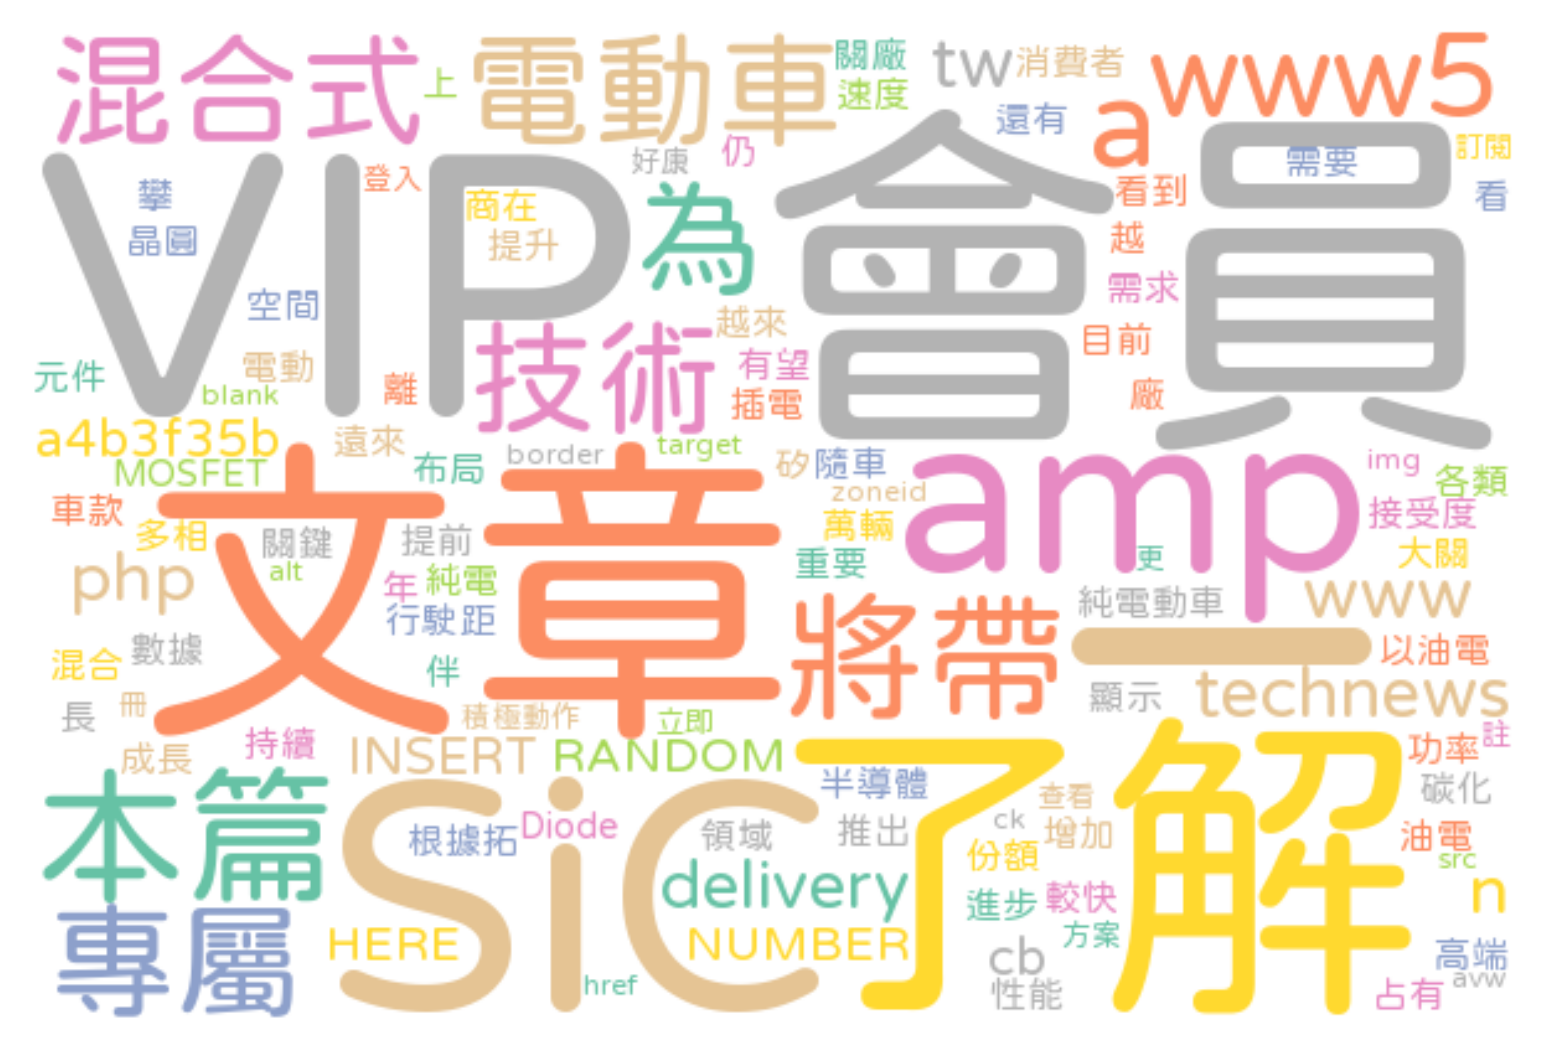 混合式 上 電動車 關廠 速度 tw 消費者 還有 a www5
VIP 會員
攀 登入 商在 好康 仍 為 看到 需要 訂閱 看
晶圓 提升 越 需求
空間 越來 目前
元件 電動 離 技術 有望 插電 廠
blank
a4b3f35b 遠來 布局 border target 矽 隨車 amp img 各類
MOSFET zoneid
車款 多相 文章 關鍵 提前 萬輛 接受度
alt 重要 更 大關
php 年 純電 純電動車 www
行駛距 將帶 一 以油電
混合 數據 伴 顯示 technews
長 冊 積極動作 立即
成長 持續 INSERT RANDOM 了解 功率 註
本篇 SiC 半導體 查看 碳化
根據拓 Diode 領域 推出 ck 增加 油電
delivery 份額 src
進步 較快 n
專屬 HERE NUMBER 方案 高端
href cb 性能 占有 avw